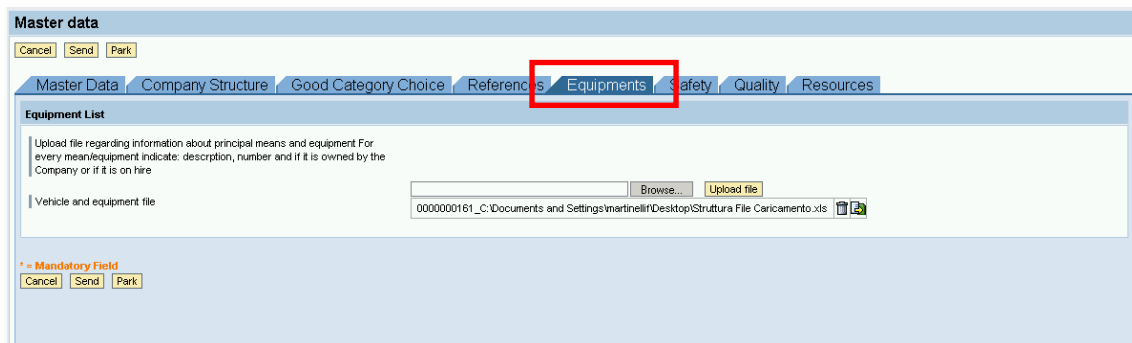 Master data
Cancel Send Park
Master Data Company Structure Good Category Choice References Equipments Safety Quality Resources
Equipment List
Upload file regarding information about principal means and equipment For
every mean/equipment indicate: descrption, number and if it is owned by the
Company or if it is on hire
Browse... Upload file
Vehicle and equipment file
0000000161_C:\Documents and Settings\martinellif\Desktop\Struttura File Caricamento.xls
* = Mandatory Field
Cancel Send Park